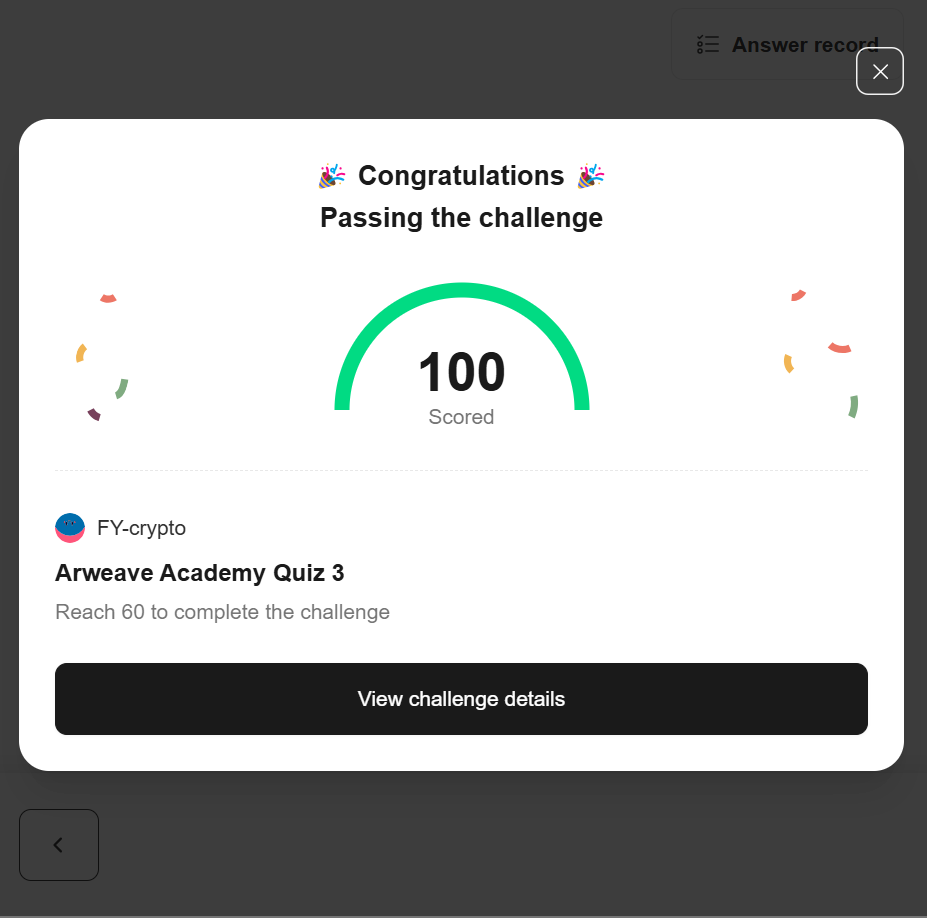 Answer record
Congratulations
Passing the challenge
100
Scored
FY-crypto
Arweave Academy Quiz 3
Reach 60 to complete the challenge
View challenge details